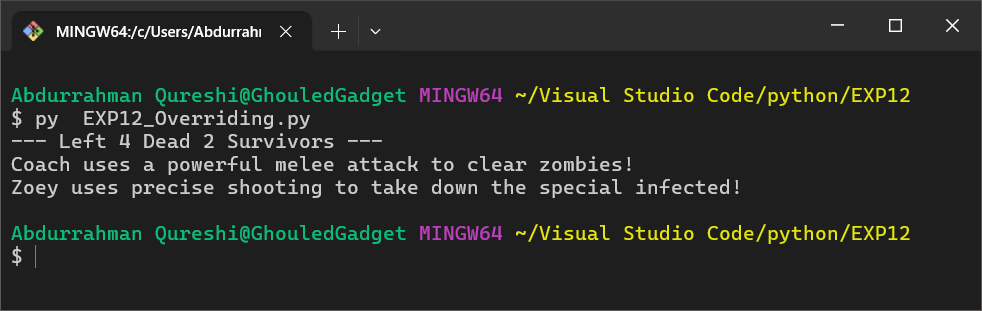 MINGW64:/c/Users/Abdurrahm
Abdurrahman Qureshi@GhouledGadget MINGW64 ~/Visual Studio Code/python/EXP12
$ py  EXP12_Overriding.py
--- Left 4 Dead 2 Survivors ---
Coach uses a powerful melee attack to clear zombies!
Zoey uses precise shooting to take down the special infected!
Abdurrahman Qureshi@GhouledGadget MINGW64 ~/Visual Studio Code/python/EXP12
$